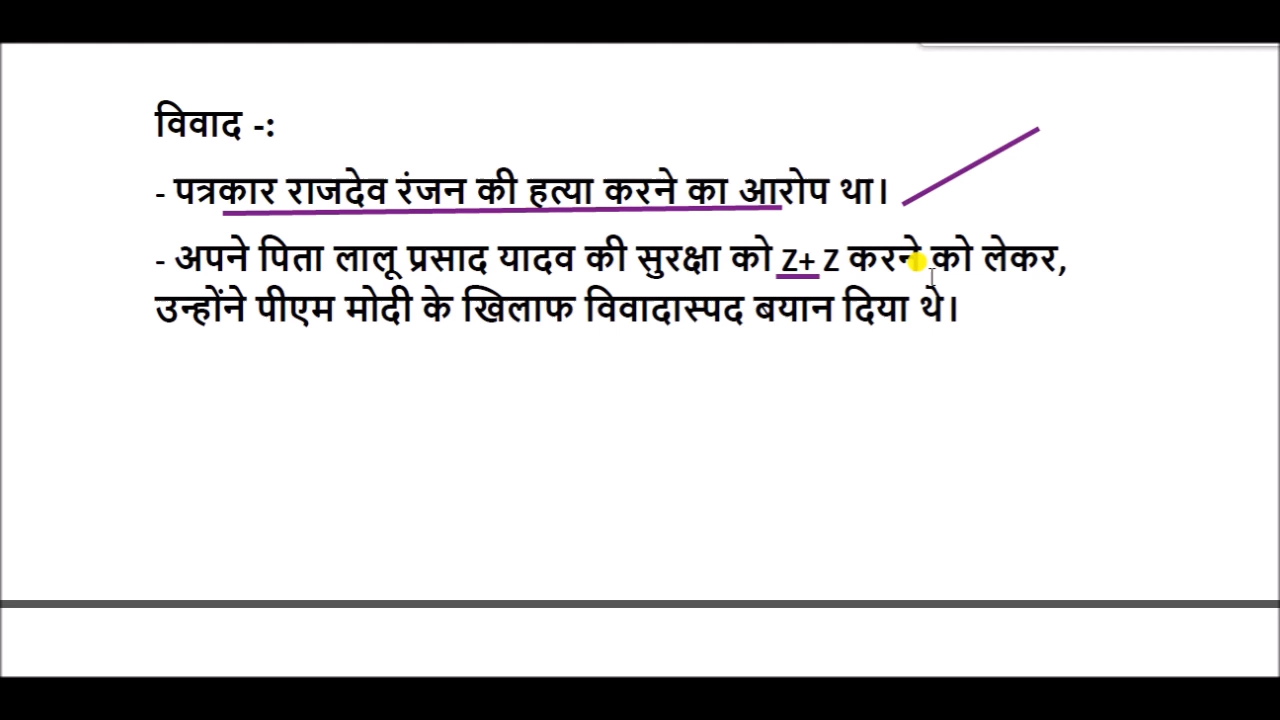 विवाद -:
- पत्रकार राजदेव रंजन की हत्या करने का आरोप था।
- अपने पिता लालू प्रसाद यादव की सुरक्षा को z+ z करने को लेकर,
उन्होंने पीएम मोदी के खिलाफ विवादास्पद बयान दिया थे।